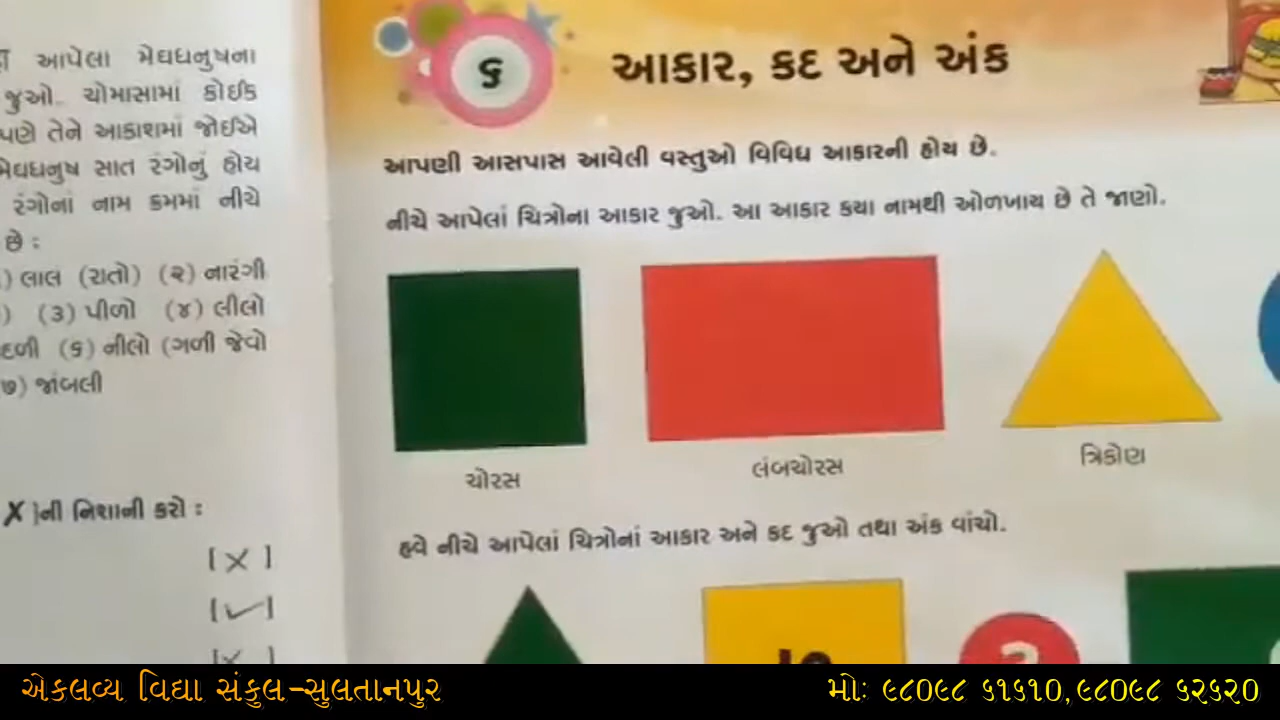 આપેલા મેઘધનુષના
જુઓ. ચોમાસામાં કોઈક
તેને આકાશમાં જોઈએ
મેઘધનુષ સાત રંગોનું હોય
રંગોનાં નામ ક્રમમાં નીચે
છે :
લાલ (રાતો) (૨) નારંગી
(૩) પીળો (૪) લીલો
(૬) નીલો (ગળી જેવો
(૭) જાંબલી
✗ )ની નિશાની કરો :
[ ✗ ]
[ ✓ ]
૬
આકાર, કદ અને અંક
આપણી આસપાસ આવેલી વસ્તુઓ વિવિધ આકારની હોય છે.
નીચે આપેલાં ચિત્રોના આકાર જુઓ. આ આકાર કયા નામથી ઓળખાય છે તે જાણો.
ચોરસ
લંબચોરસ
ત્રિકોણ
હવે નીચે આપેલાં ચિત્રોનાં આકાર અને કદ જુઓ તથા અંક વાંચો.
એકલવ્ય વિદ્યા સંકુલ-સુલતાનપુર
મોઃ ૯૮૦૯૮ ૬૧૬૧૦,૯૮૦૯૮ ૬૨૬૨૦